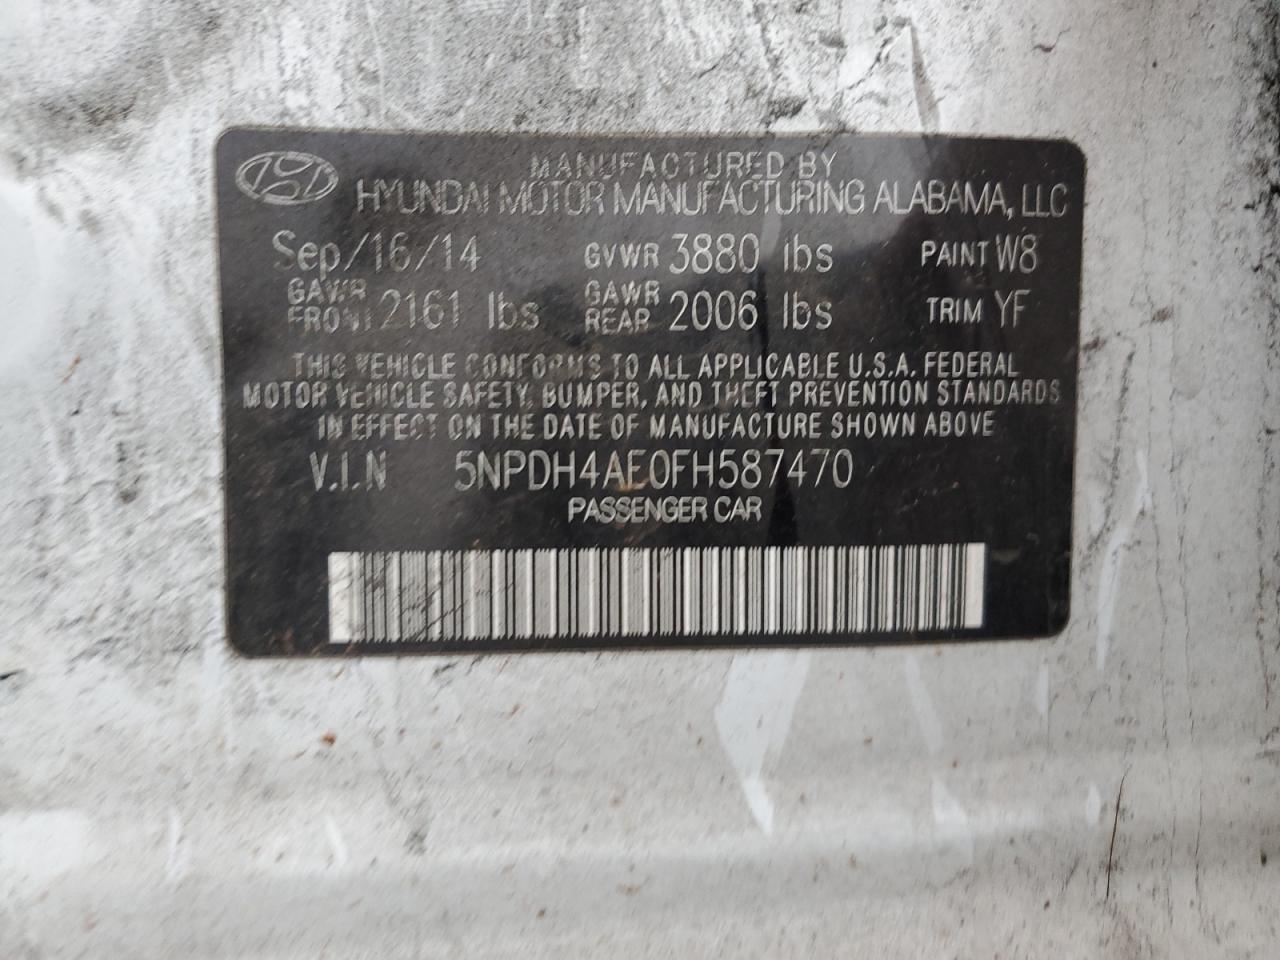 MANUFACTURED BY
HYUNDAI MOTOR MANUFACTURING ALABAMA, LLC
Sep/16/14 GVWR 3880 lbs PAINT W8
GAWR FRONT 2161 lbs GAWR REAR 2006 lbs TRIM YF
THIS VEHICLE CONFORMS TO ALL APPLICABLE U.S.A. FEDERAL
MOTOR VEHICLE SAFETY, BUMPER, AND THEFT PREVENTION STANDARDS
IN EFFECT ON THE DATE OF MANUFACTURE SHOWN ABOVE
V.I.N 5NPDH4AE0FH587470
PASSENGER CAR